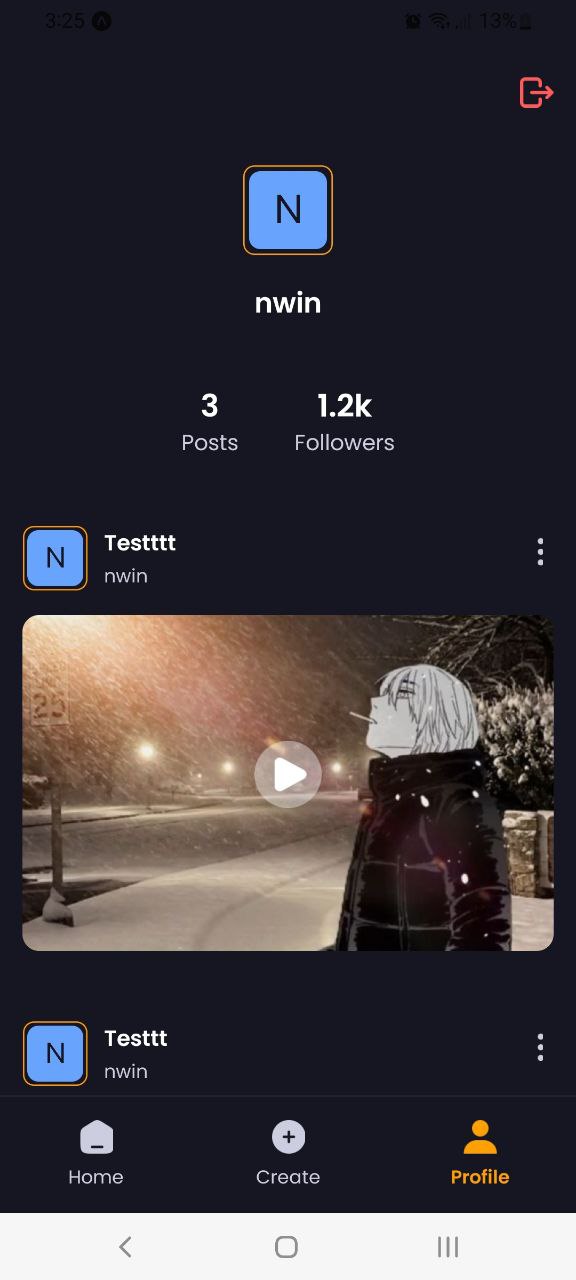 3:25 13%
N
nwin
3 1.2k
Posts Followers
N Testttt
nwin
25
N Testtt
nwin
Home Create Profile